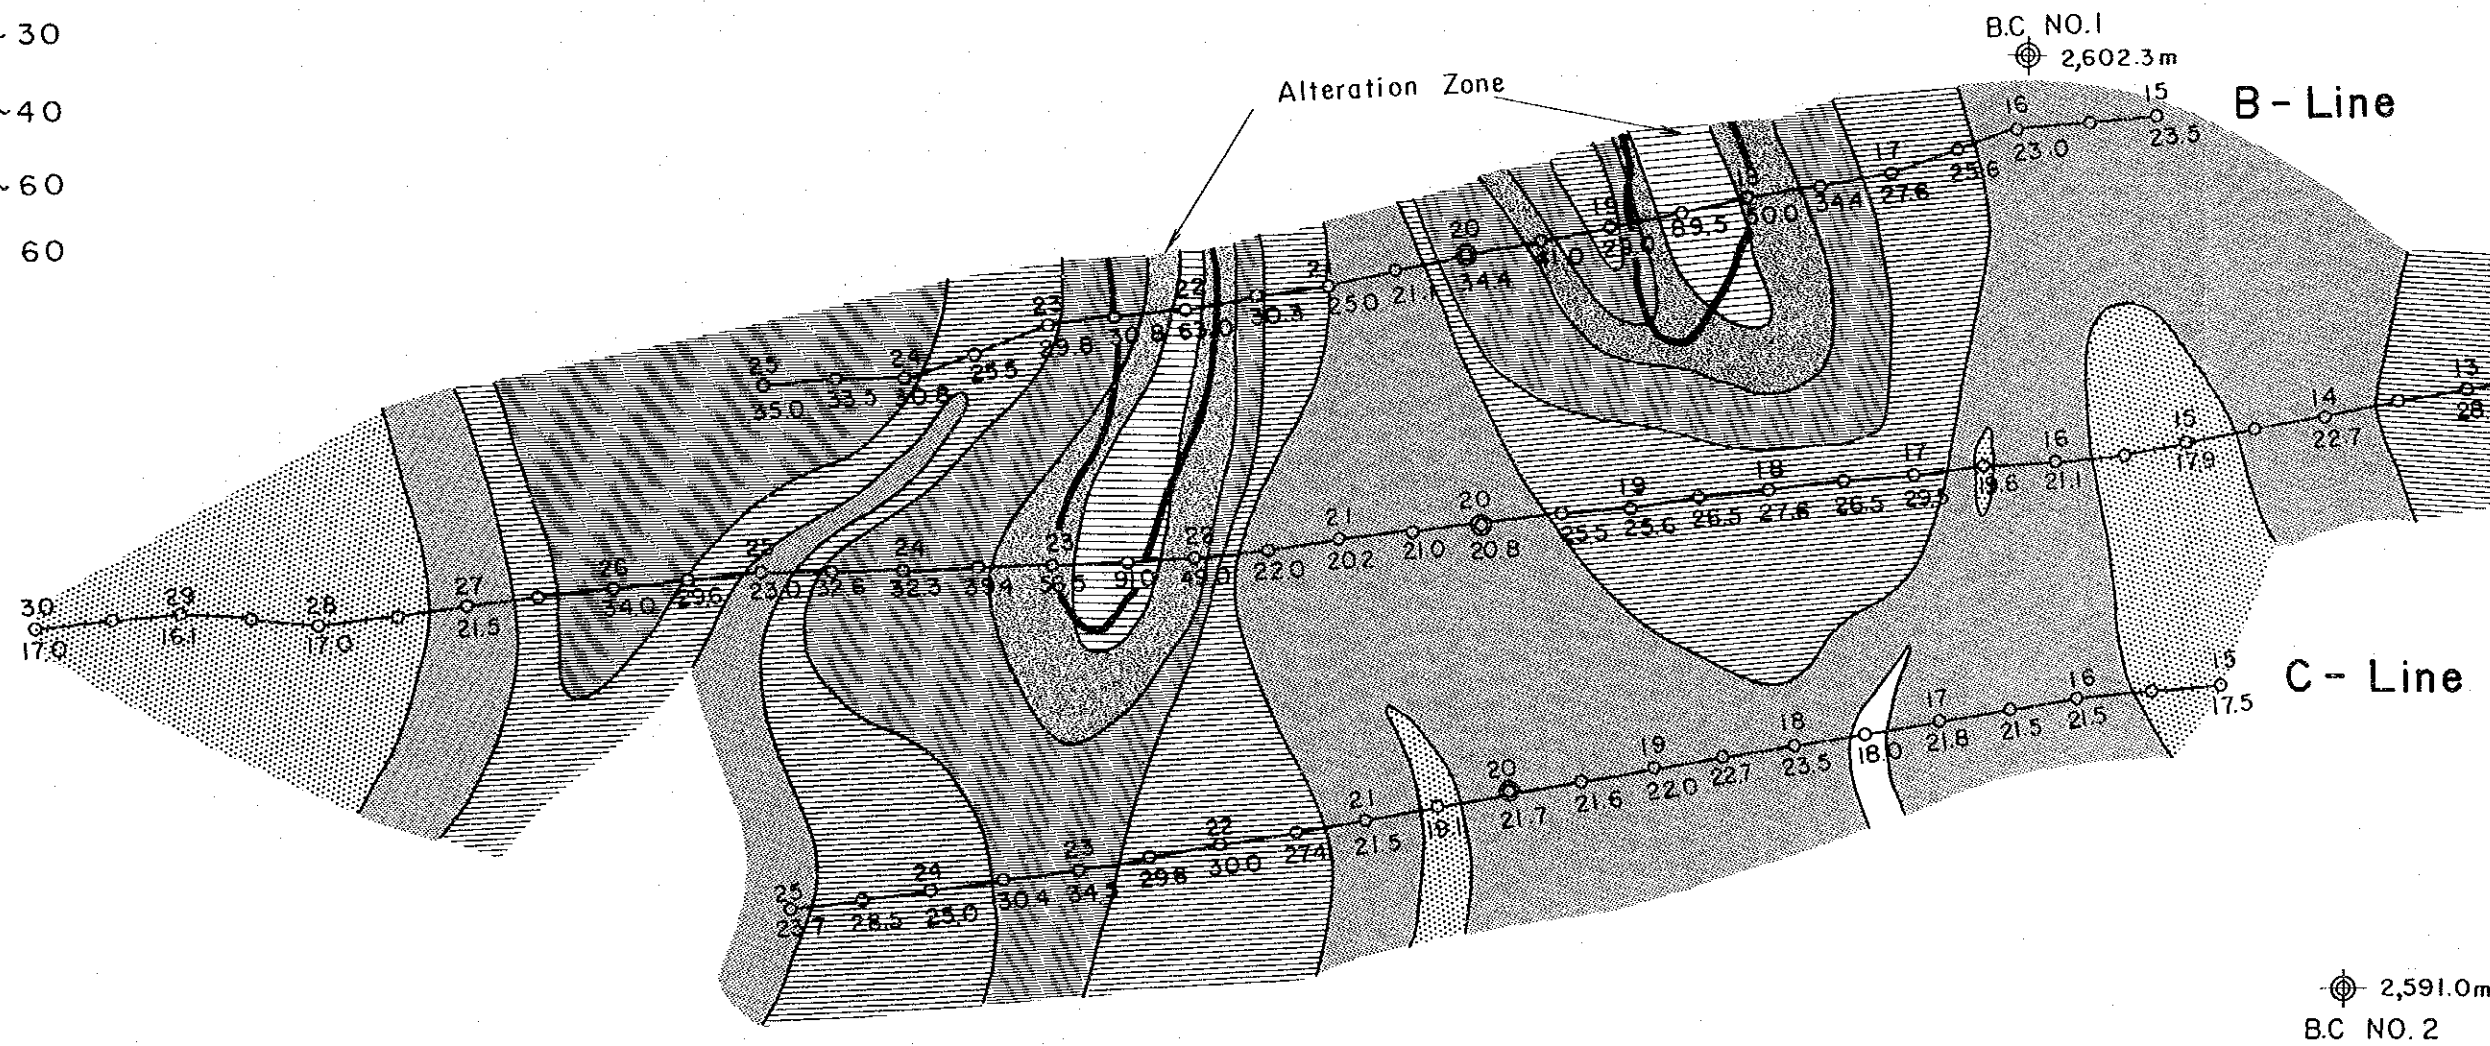 ~30
~40
~60
60
B.C NO.1
2,602.3m
Alteration Zone
B-Line
25 24 23 22 21 20 19 18 17 16 15
35.0 33.5 30.8 25.5 29.8 30.8 63.0 30.3 25.0 21.1 34.4 41.0 89.5 50.0 34.4 27.6 25.6 23.0 23.5
30 29 28 27 26 25 24 23 22 21 20 19 18 17 16 15 14 13
17.0 16.1 17.0 21.5 34.0 29.6 23.0 32.6 32.3 39.4 56.5 49.0 22.0 20.2 21.0 20.8 25.5 25.6 26.5 27.6 26.5 29.5 19.6 21.1 17.9 22.7 28
C-Line
25 24 23 22 21 20 19 18 17 16 15
23.7 28.5 25.0 30.4 34.5 29.8 30.0 27.4 21.5 18.1 21.7 21.6 22.0 22.7 23.5 18.0 21.8 21.5 21.5 17.5
2,591.0m
B.C NO.2